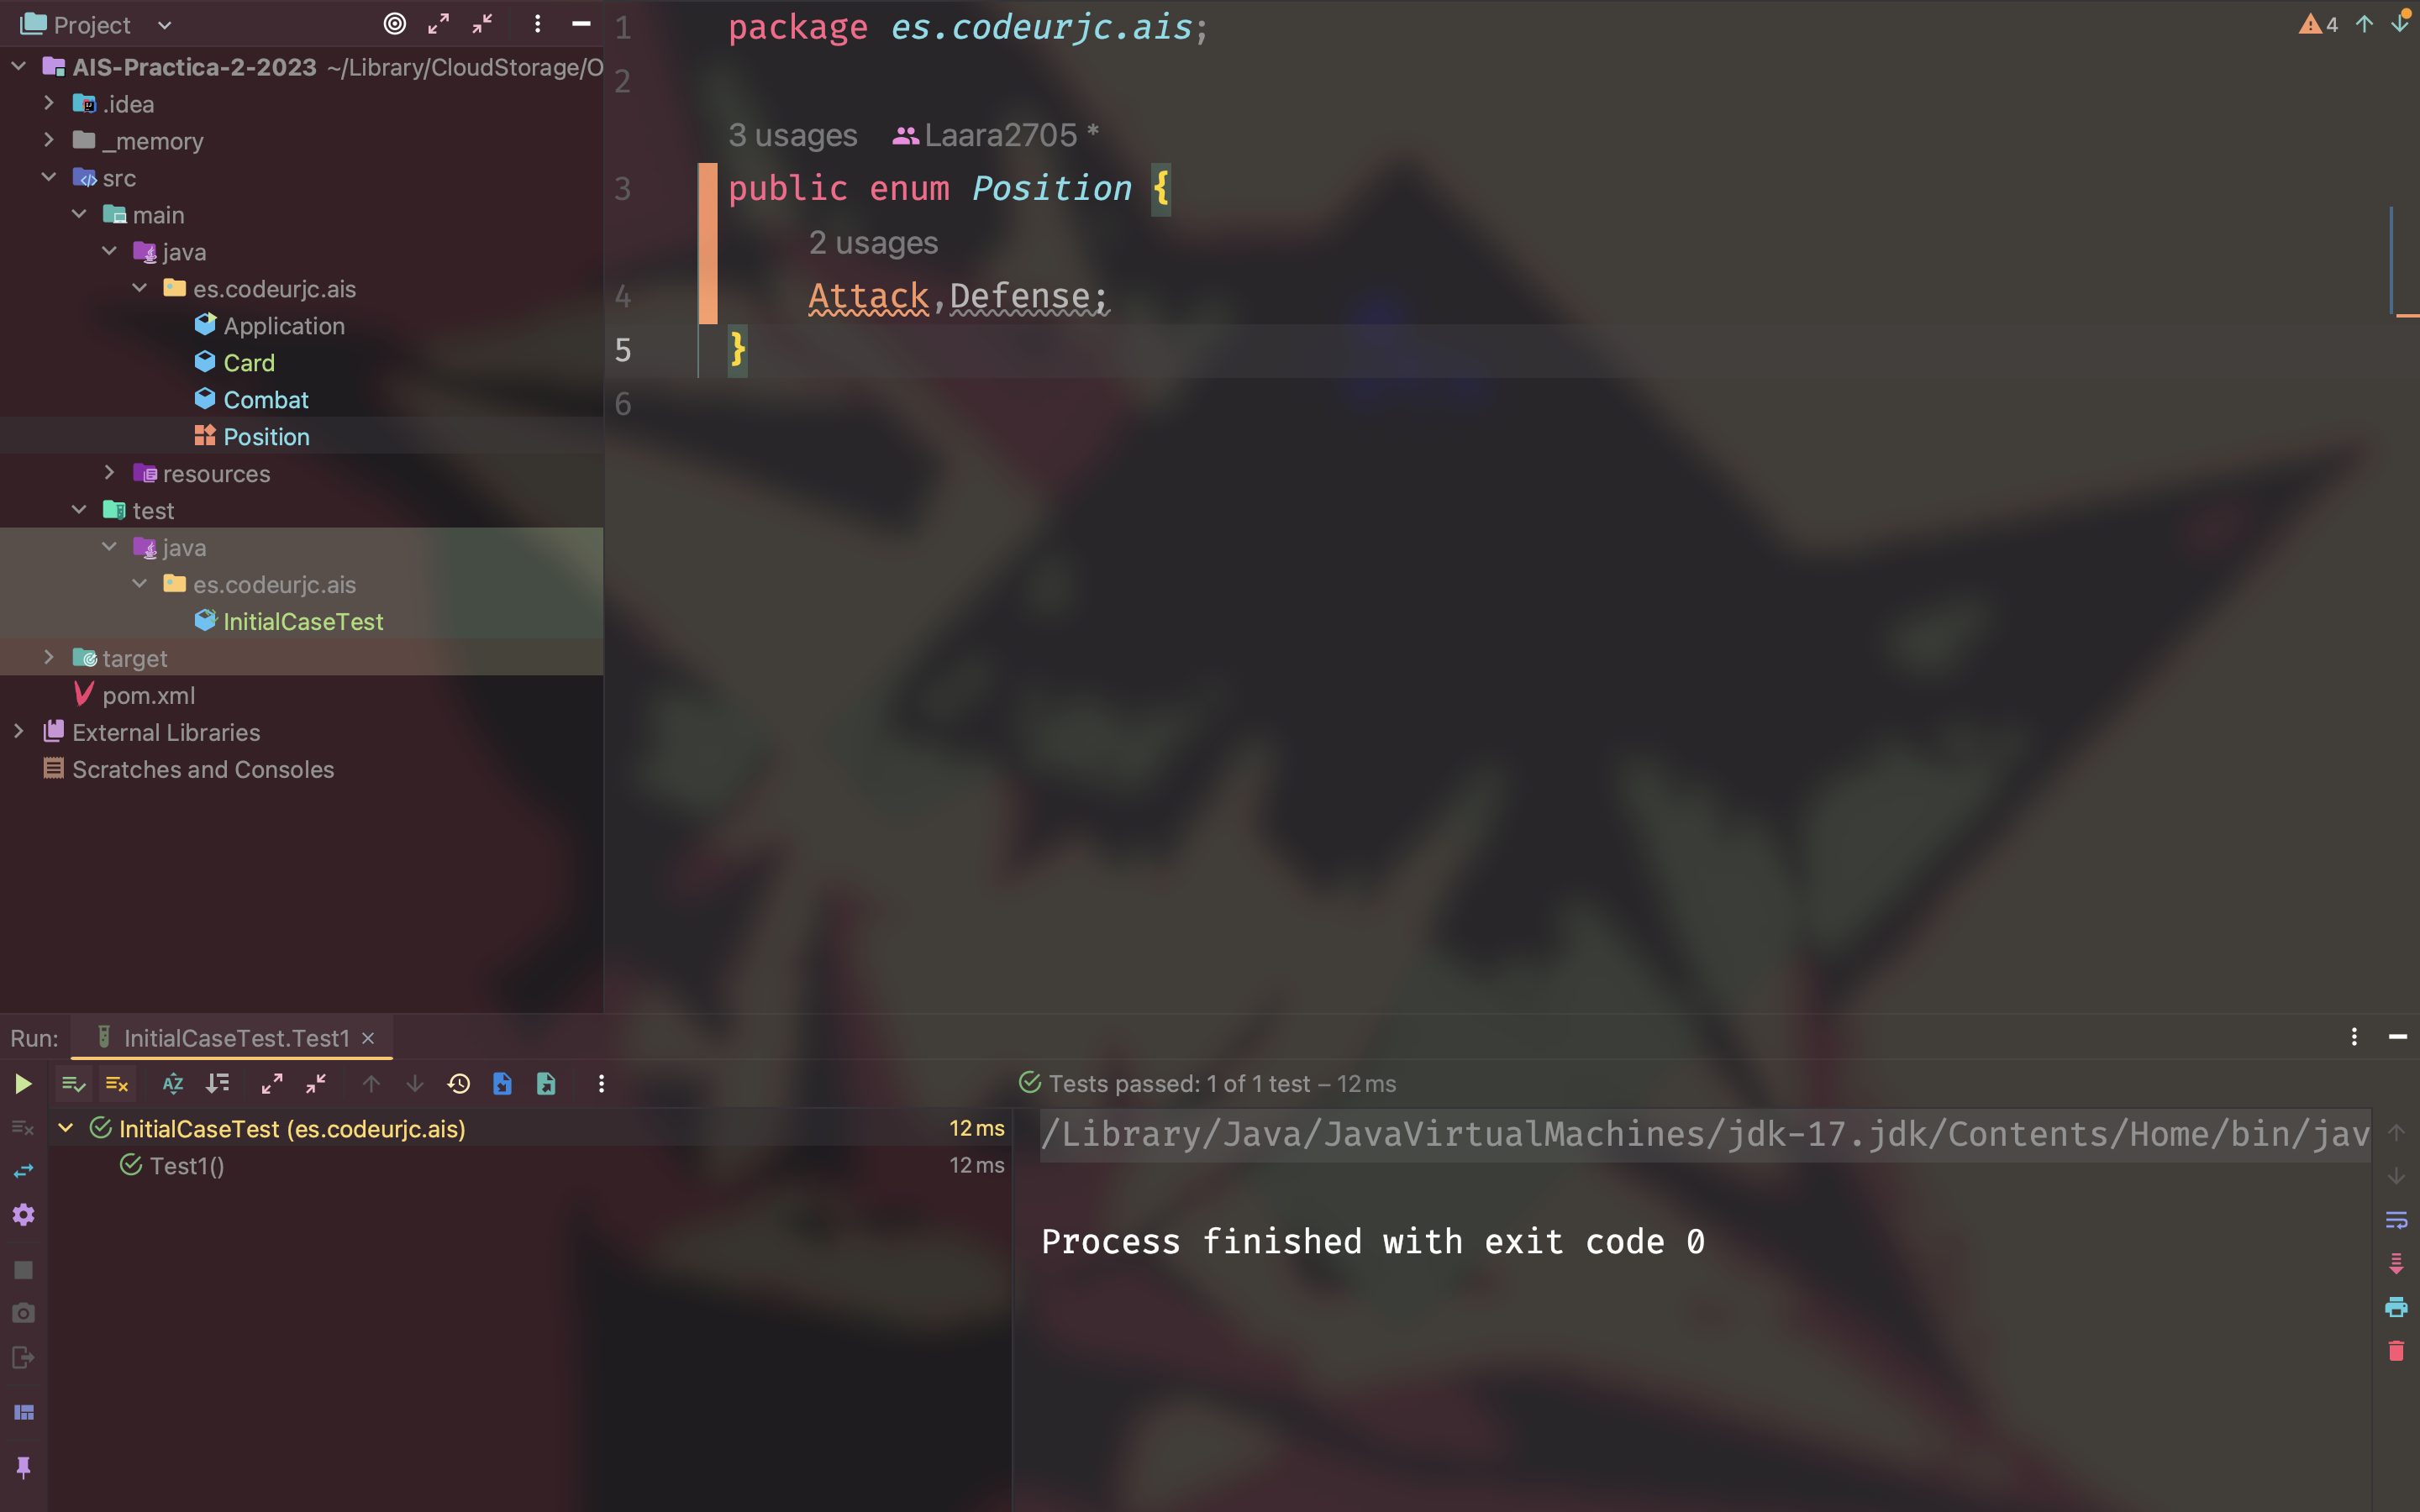 Project
AIS-Practica-2-2023 ~/Library/CloudStorage/O
.idea
_memory
src
main
java
es.codeurjc.ais
Application
Card
Combat
Position
resources
test
java
es.codeurjc.ais
InitialCaseTest
target
pom.xml
External Libraries
Scratches and Consoles
1 package es.codeurjc.ais;
2
3 usages Laara2705 *
3 public enum Position {
2 usages
4 Attack,Defense;
5 }
6
4
Run: InitialCaseTest.Test1
Tests passed: 1 of 1 test – 12 ms
InitialCaseTest (es.codeurjc.ais) 12 ms
Test1() 12 ms
/Library/Java/JavaVirtualMachines/jdk-17.jdk/Contents/Home/bin/jav
Process finished with exit code 0